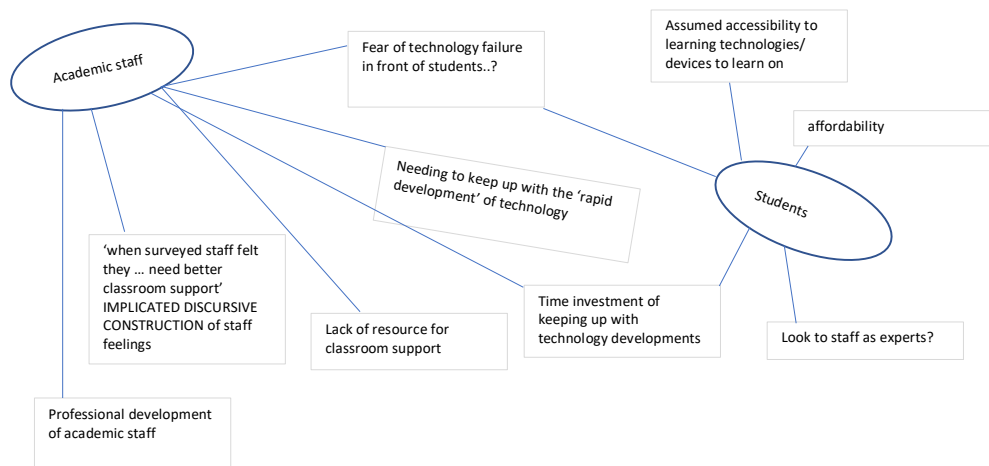 Academic staff
Fear of technology failure
in front of students..?
Assumed accessibility to
learning technologies/
devices to learn on
affordability
Needing to keep up with the ‘rapid
development’ of technology
Students
‘when surveyed staff felt
they … need better
classroom support’
IMPLICATED DISCURSIVE
CONSTRUCTION of staff
feelings
Lack of resource for
classroom support
Time investment of
keeping up with
technology developments
Look to staff as experts?
Professional development
of academic staff